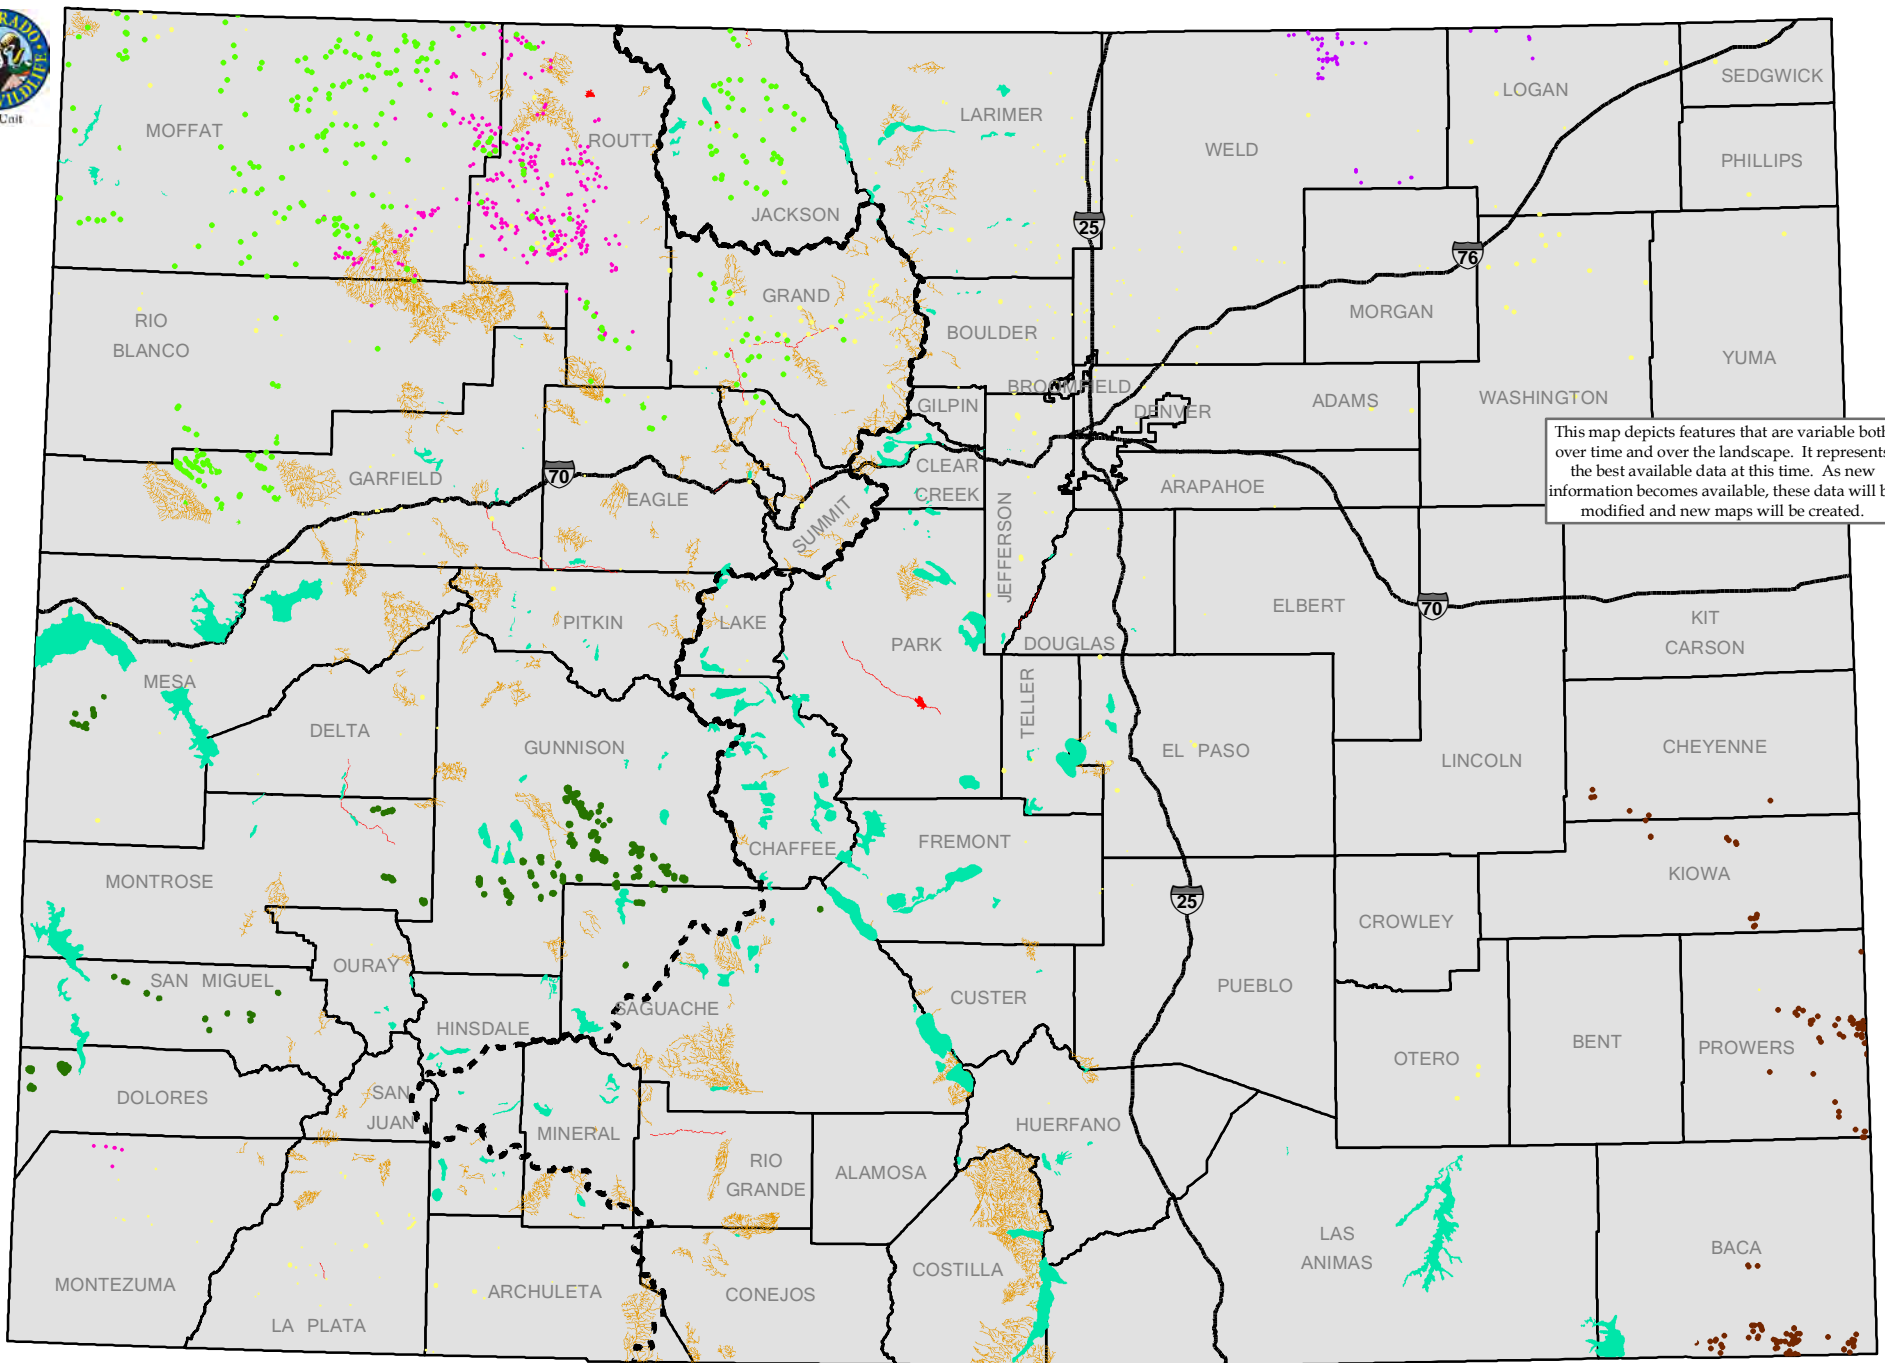 RADO
WILDLIFE
Unit
MOFFAT
ROUTT
JACKSON
LARIMER
WELD
LOGAN
SEDGWICK
PHILLIPS
25
76
RIO
BLANCO
GRAND
BOULDER
MORGAN
YUMA
BROOMFIELD
GILPIN
DENVER
ADAMS
WASHINGTON
This map depicts features that are variable both
over time and over the landscape. It represents
the best available data at this time. As new
information becomes available, these data will b
modified and new maps will be created.
GARFIELD
70
EAGLE
CLEAR
CREEK
ARAPAHOE
SUMMIT
JEFFERSON
PITKIN
LAKE
PARK
DOUGLAS
ELBERT
70
KIT
CARSON
MESA
DELTA
GUNNISON
TELLER
EL PASO
LINCOLN
CHEYENNE
CHAFFEE
FREMONT
MONTROSE
25
CROWLEY
KIOWA
OURAY
SAN MIGUEL
HINSDALE
SAGUACHE
CUSTER
PUEBLO
BENT
PROWERS
OTERO
DOLORES
SAN
JUAN
MINERAL
HUERFANO
RIO
GRANDE
ALAMOSA
LAS
ANIMAS
BACA
MONTEZUMA
LA PLATA
ARCHULETA
CONEJOS
COSTILLA